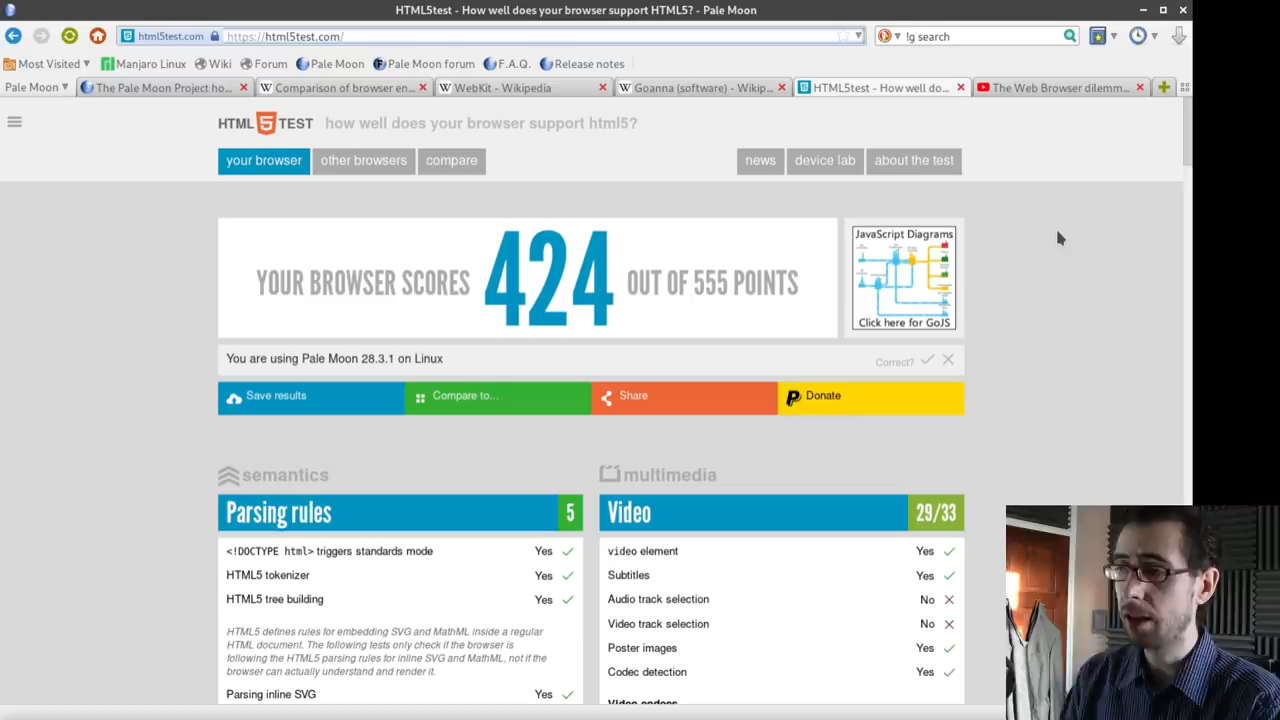 HTML5test - How well does your browser support HTML5? - Pale Moon
html5test.com https://html5test.com/ !g search
Most Visited Manjaro Linux Wiki Forum Pale Moon Pale Moon forum F.A.Q. Release notes
Pale Moon The Pale Moon Project ho... Comparison of browser en... WebKit - Wikipedia Goanna (software) - Wikip... HTML5test - How well do... The Web Browser dilemm...
HTML 5 TEST how well does your browser support html5?
your browser other browsers compare news device lab about the test
YOUR BROWSER SCORES 424 OUT OF 555 POINTS
JavaScript Diagrams
Click here for GoJS
You are using Pale Moon 28.3.1 on Linux Correct?
Save results Compare to... Share Donate
semantics
Parsing rules 5
<!DOCTYPE html> triggers standards mode Yes
HTML5 tokenizer Yes
HTML5 tree building Yes
HTML5 defines rules for embedding SVG and MathML inside a regular
HTML document. The following tests only check if the browser is
following the HTML5 parsing rules for inline SVG and MathML, not if the
browser can actually understand and render it.
Parsing inline SVG Yes
multimedia
Video 29/33
video element Yes
Subtitles Yes
Audio track selection No
Video track selection No
Poster images Yes
Codec detection Yes
Video codecs